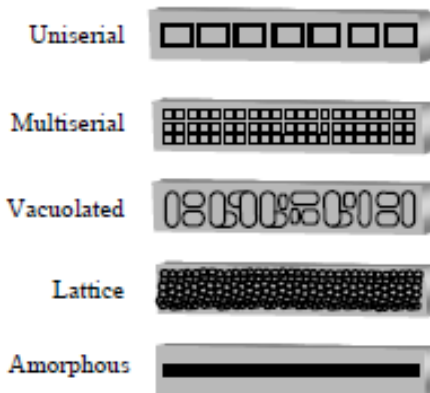 Uniserial
Multiserial
Vacuolated
Lattice
Amorphous